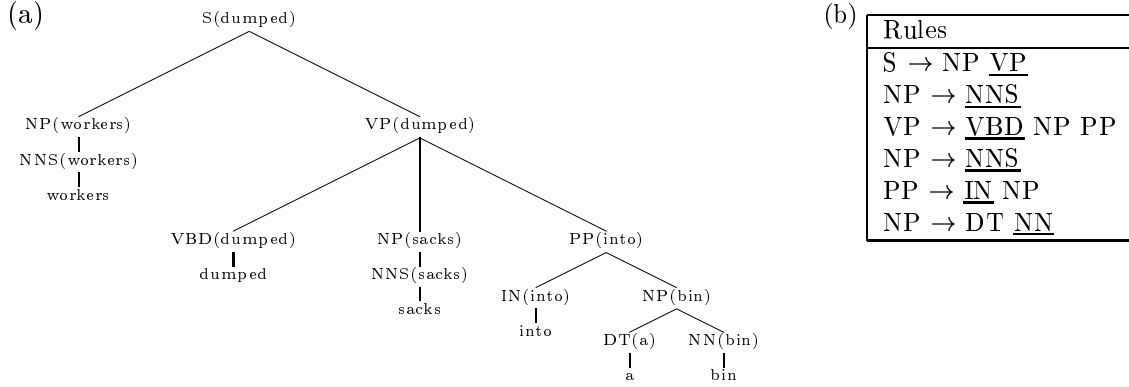 (a)
S(dumped)
NP(workers) VP(dumped)
NNS(workers)
workers
VBD(dumped) NP(sacks) PP(into)
dumped NNS(sacks)
sacks
IN(into) NP(bin)
into
DT(a) NN(bin)
a bin
(b)
Rules
S → NP VP
NP → NNS
VP → VBD NP PP
NP → NNS
PP → IN NP
NP → DT NN